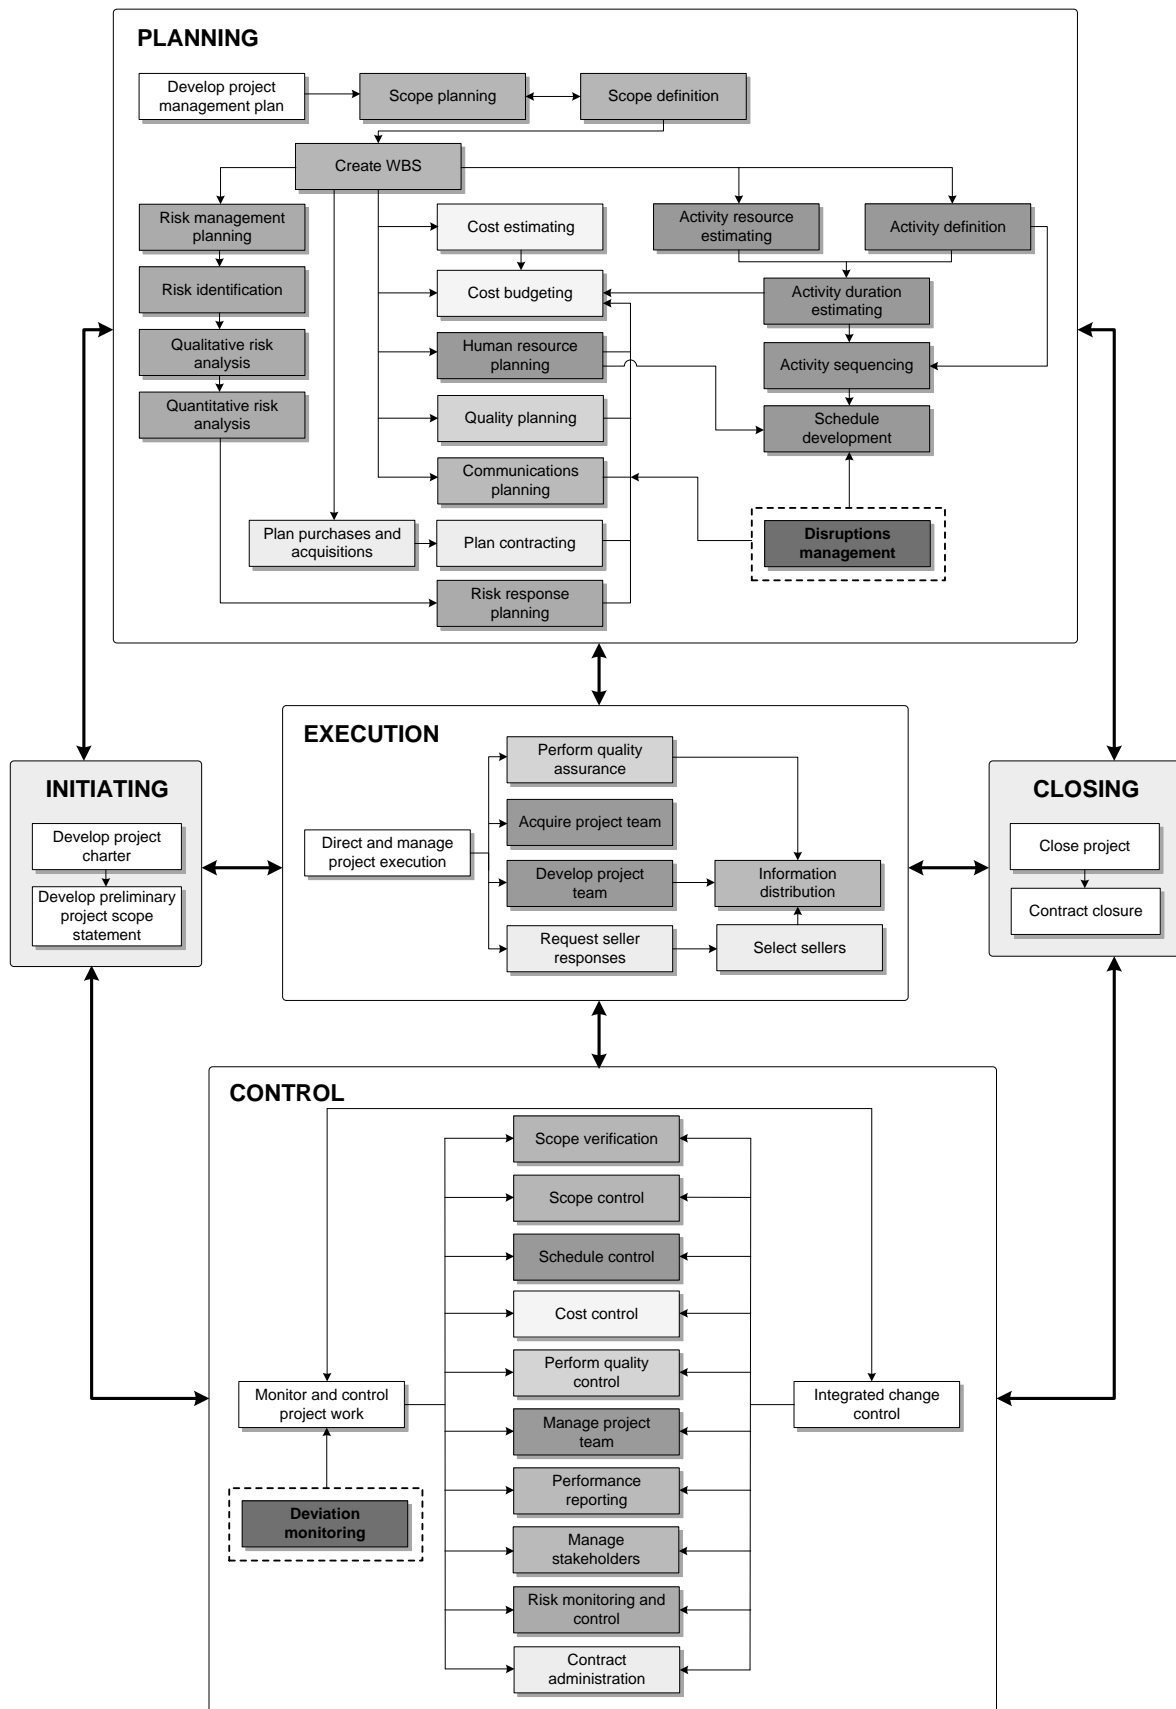 PLANNING
Develop project
management plan
Scope planning
Scope definition
Create WBS
Risk management
planning
Cost estimating
Activity resource
estimating
Activity definition
Risk identification
Cost budgeting
Activity duration
estimating
Qualitative risk
analysis
Human resource
planning
Activity sequencing
Quantitative risk
analysis
Quality planning
Schedule
development
Communications
planning
Plan purchases and
acquisitions
Plan contracting
Disruptions
management
Risk response
planning
EXECUTION
Perform quality
assurance
Acquire project team
Direct and manage
project execution
Develop project
team
Information
distribution
Request seller
responses
Select sellers
INITIATING
Develop project
charter
Develop preliminary
project scope
statement
CLOSING
Close project
Contract closure
CONTROL
Scope verification
Scope control
Schedule control
Cost control
Perform quality
control
Monitor and control
project work
Integrated change
control
Manage project
team
Performance
reporting
Deviation
monitoring
Manage
stakeholders
Risk monitoring and
control
Contract
administration